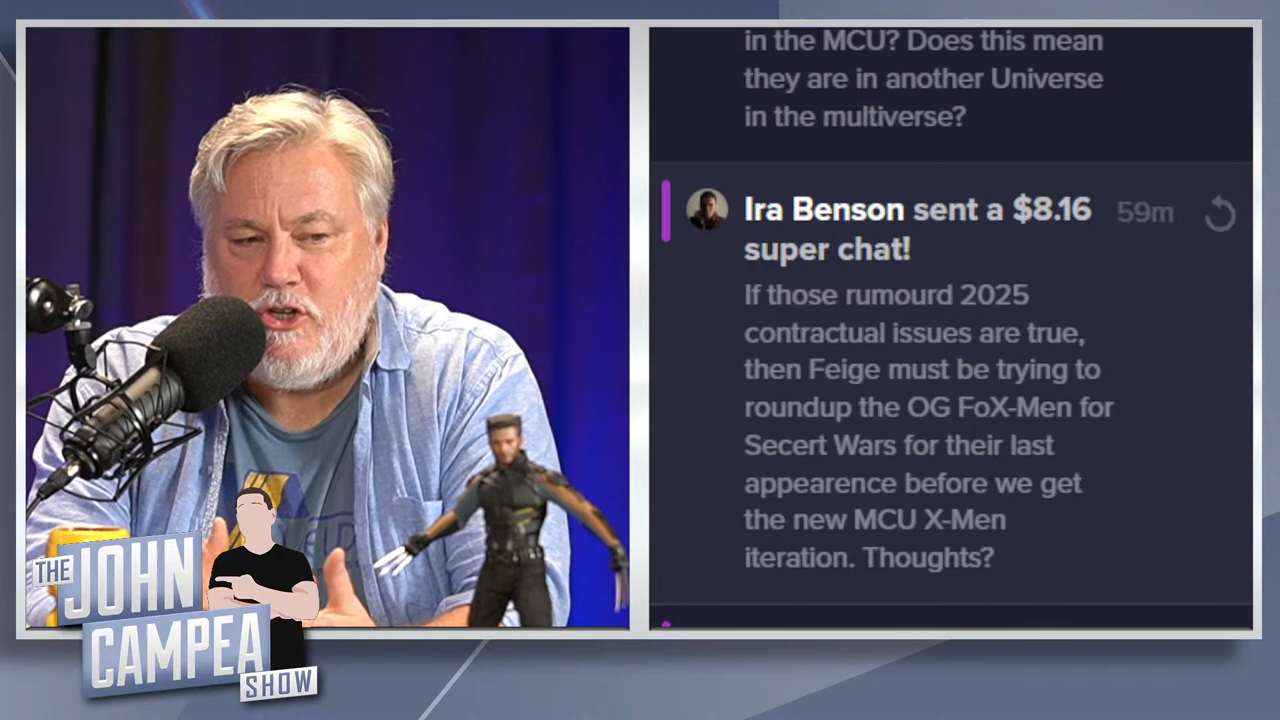 in the MCU? Does this mean
they are in another Universe
in the multiverse?
Ira Benson sent a $8.16
59m
super chat!
If those rumourd 2025
contractual issues are true,
then Feige must be trying to
roundup the OG FoX-Men for
Secert Wars for their last
appearence before we get
the new MCU X-Men
iteration. Thoughts?
THE
JOHN
CAMPEA
SHOW